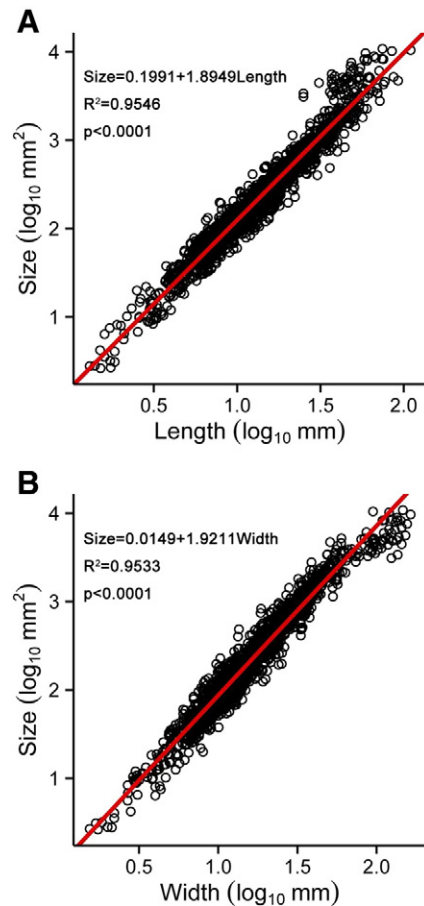 A
4
Size=0.1991+1.8949Length
R²=0.9546
p<0.0001
3
Size (log₁₀ mm²)
2
1
0.5 1.0 1.5 2.0
Length (log₁₀ mm)
B
4
Size=0.0149+1.9211Width
R²=0.9533
p<0.0001
3
Size (log₁₀ mm²)
2
1
0.5 1.0 1.5 2.0
Width (log₁₀ mm)